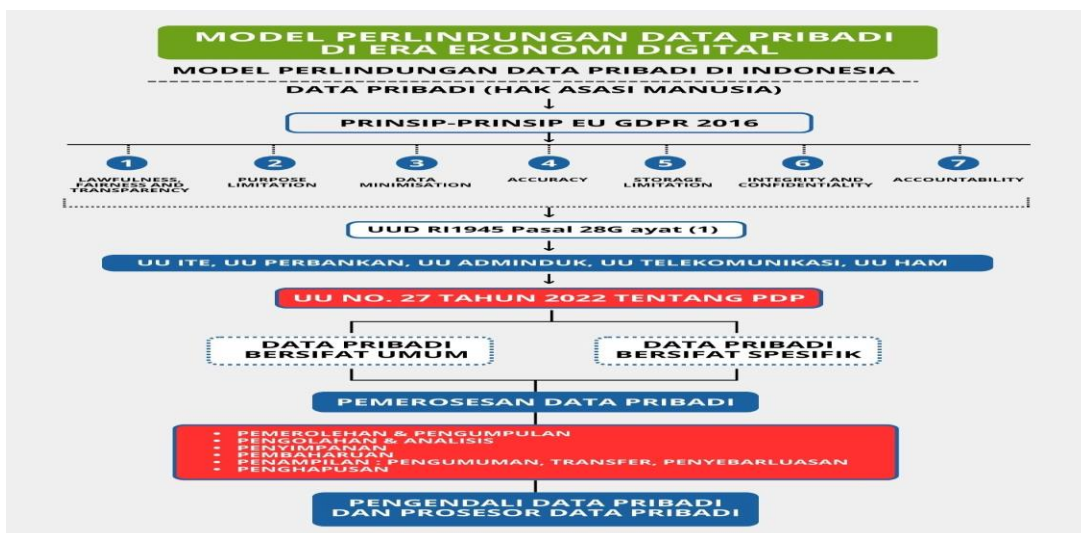 MODEL PERLINDUNGAN DATA PRIBADI
DI ERA EKONOMI DIGITAL
MODEL PERLINDUNGAN DATA PRIBADI DI INDONESIA
DATA PRIBADI (HAK ASASI MANUSIA)
PRINSIP-PRINSIP EU GDPR 2016
1
2
3
4
5
6
7
LAWFULNESS,
FAIRNESS AND
TRANSPARENCY
PURPOSE
LIMITATION
DATA
MINIMISATION
ACCURACY
STORAGE
LIMITATION
INTEGRITY AND
CONFIDENTIALITY
ACCOUNTABILITY
UUD RI1945 Pasal 28G ayat (1)
UU ITE, UU PERBANKAN, UU ADMINDUK, UU TELEKOMUNIKASI, UU HAM
UU NO. 27 TAHUN 2022 TENTANG PDP
DATA PRIBADI
BERSIFAT UMUM
DATA PRIBADI
BERSIFAT SPESIFIK
PEMEROSESAN DATA PRIBADI
• PEMEROLEHAN & PENGUMPULAN
• PENGOLAHAN & ANALISIS
• PENYIMPANAN
• PEMBAHARUAN
• PENAMPILAN : PENGUMUMAN, TRANSFER, PENYEBARLUASAN
• PENGHAPUSAN
PENGENDALI DATA PRIBADI
DAN PROSESOR DATA PRIBADI